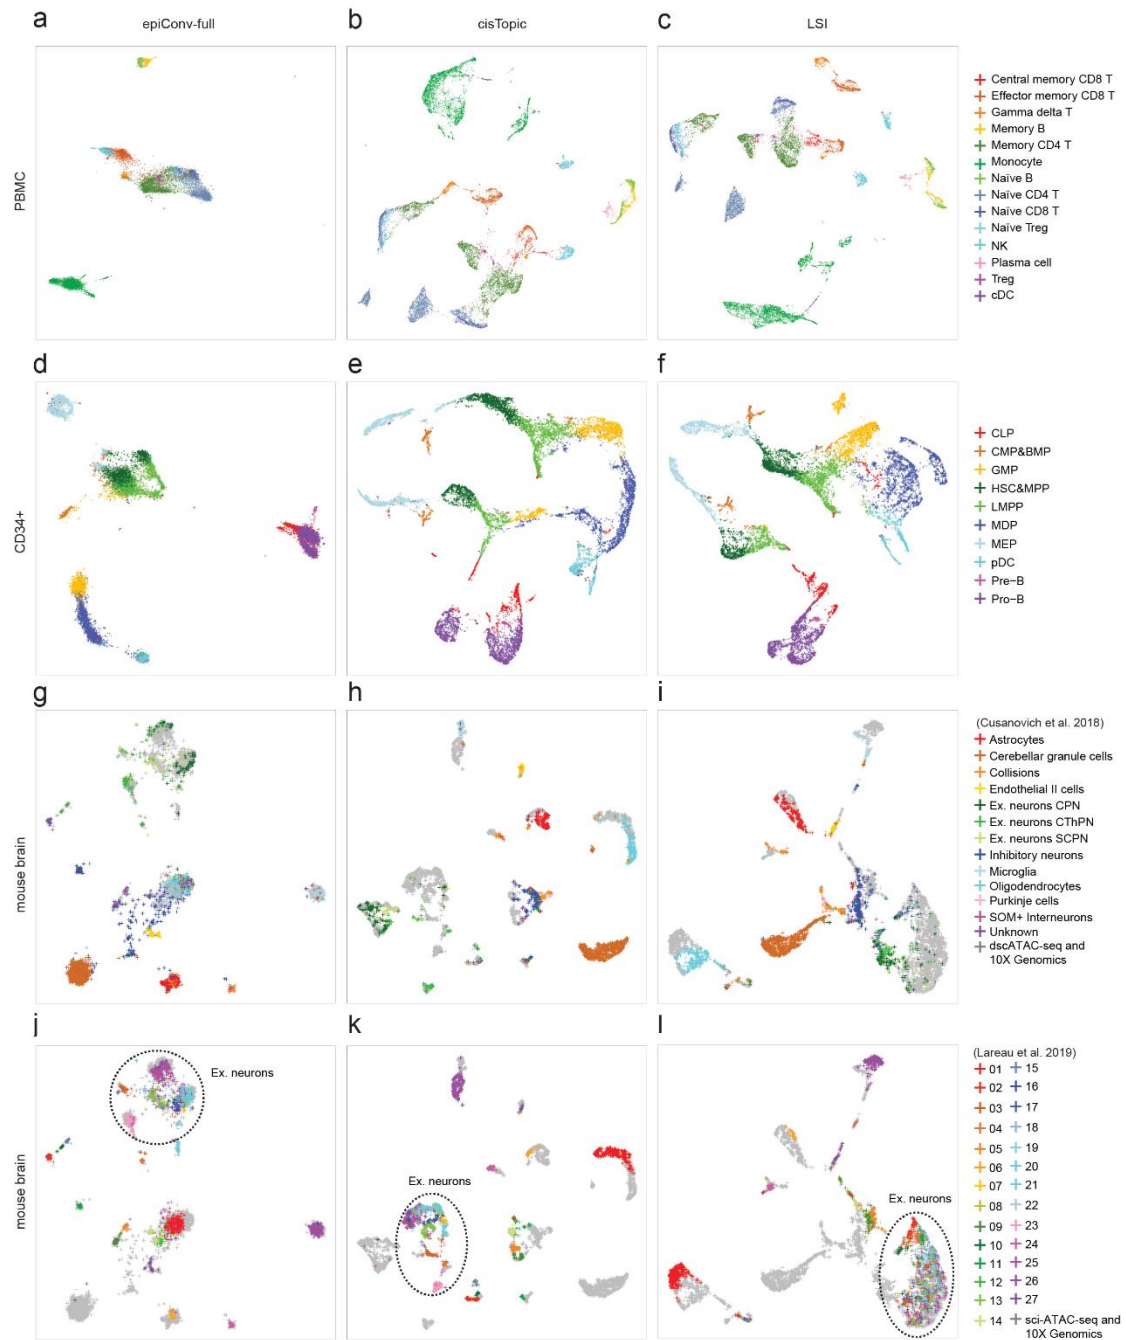 a
epiConv-full
b
cisTopic
c
LSI
PBMC
Central memory CD8 T
Effector memory CD8 T
Gamma delta T
Memory B
Memory CD4 T
Monocyte
Naïve B
Naïve CD4 T
Naïve CD8 T
Naïve Treg
NK
Plasma cell
Treg
cDC
d
e
f
CD34+
CLP
CMP&BMP
GMP
HSC&MPP
LMPP
MDP
MEP
pDC
Pre-B
Pro-B
g
h
i
mouse brain
(Cusanovich et al. 2018)
Astrocytes
Cerebellar granule cells
Collisions
Endothelial II cells
Ex. neurons CPN
Ex. neurons CThPN
Ex. neurons SCPN
Inhibitory neurons
Microglia
Oligodendrocytes
Purkinje cells
SOM+ Interneurons
Unknown
dscATAC-seq and
10X Genomics
j
k
l
mouse brain
Ex. neurons
Ex. neurons
Ex. neurons
(Lareau et al. 2019)
01 15
02 16
03 17
04 18
05 19
06 20
07 21
08 22
09 23
10 24
11 25
12 26
13 27
14 sci-ATAC-seq and
10X Genomics